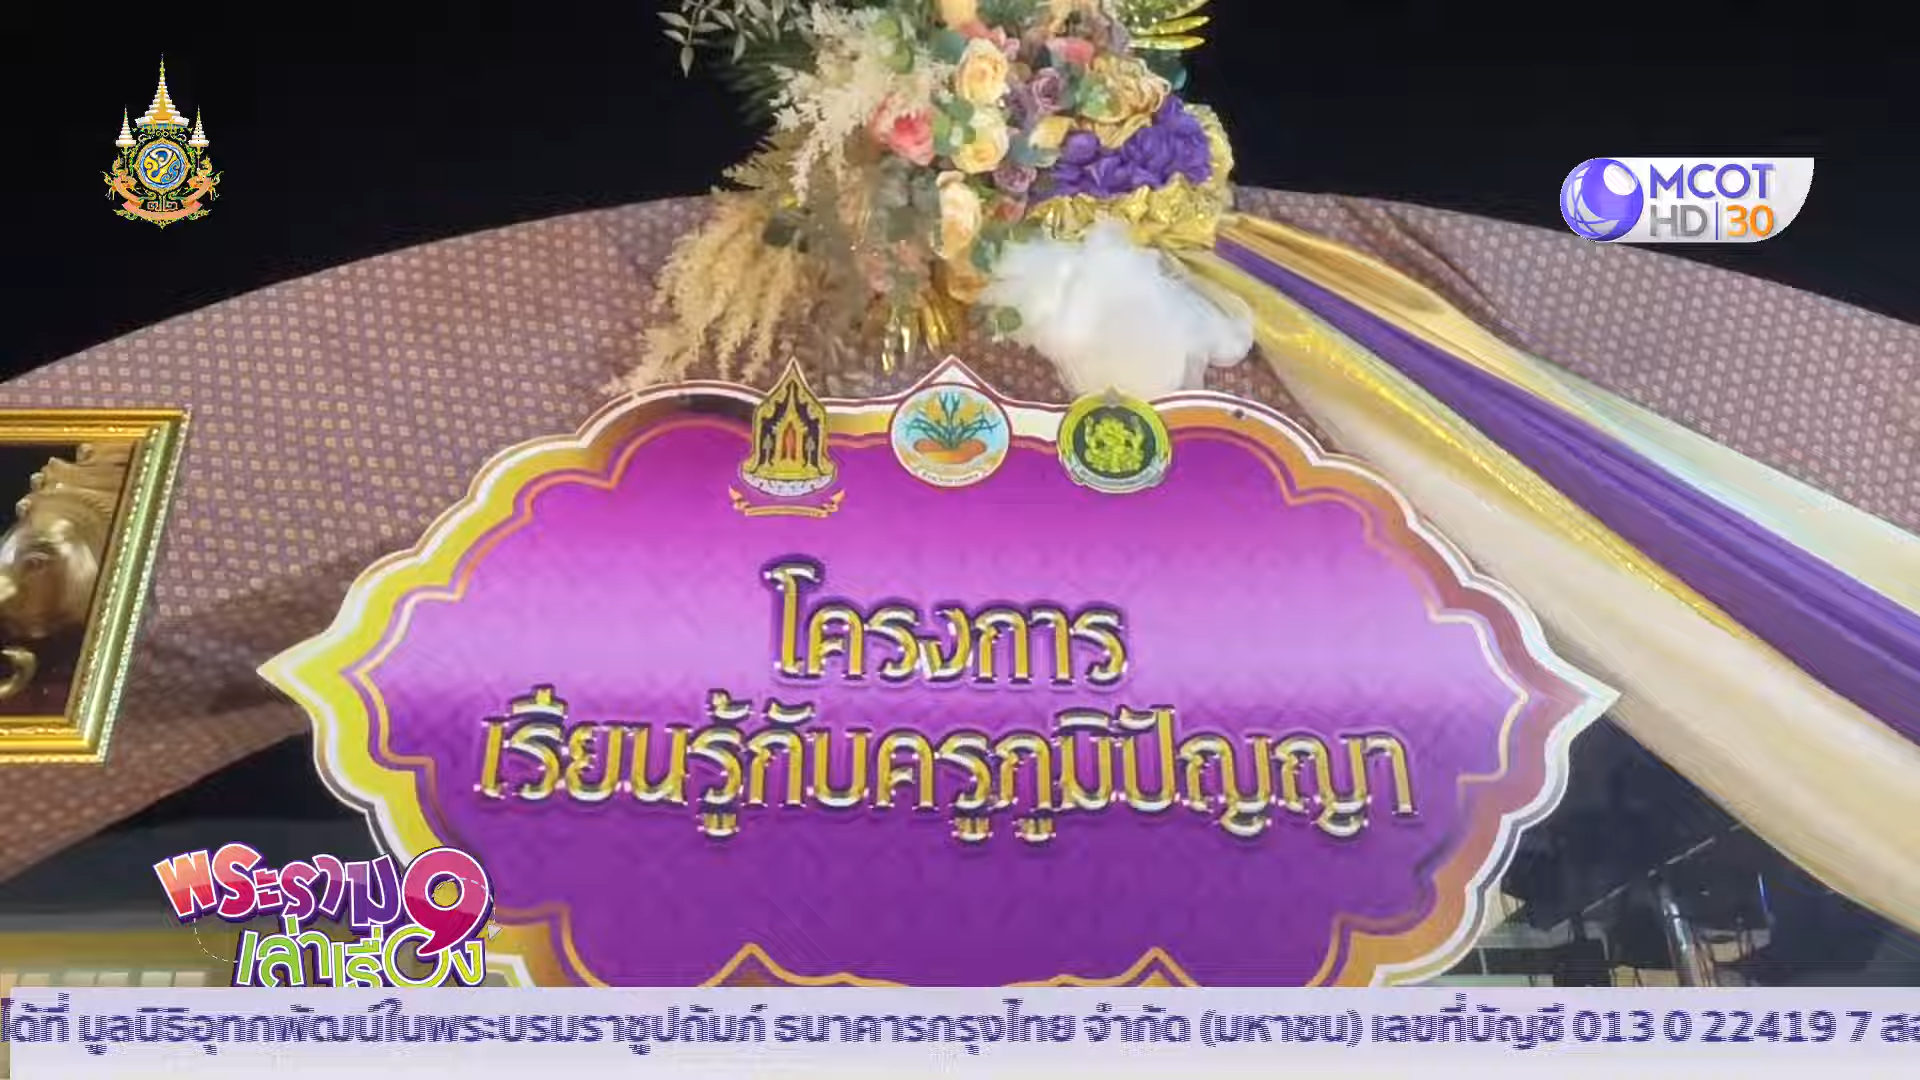 MCOT
HD 30
โครงการ
เรียนรู้กับครูภูมิปัญญา
พระราม๙
เล่าเรื่อง
ได้ที่ มูลนิธิอุทกพัฒน์ในพระบรมราชูปถัมภ์ ธนาคารกรุงไทย จำกัด (มหาชน) เลขที่บัญชี 013 0 22419 7